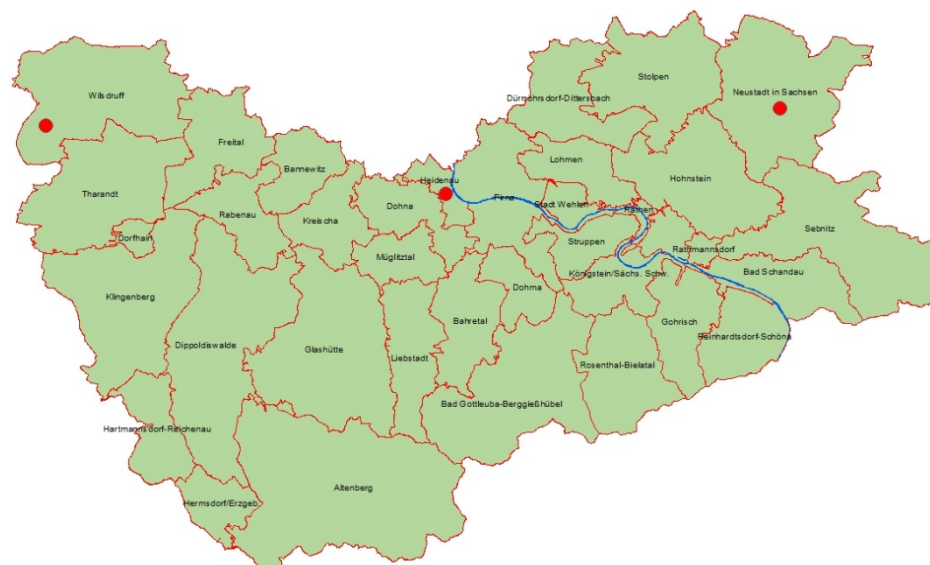 Stolpen
Wilsdruff
Neustadt in Sachsen
Dürrröhrsdorf-Dittersbach
Freital
Lohmen
Bannewitz
Hohnstein
Heidenau
Tharandt
Pirna
Dohna
Stadt Wehlen
Rathen
Rabenau
Kreischa
Sebnitz
Dorfhain
Struppen
Rathmannsdorf
Müglitztal
Königstein/Sächs. Schw.
Bad Schandau
Dohma
Klingenberg
Gohrisch
Bahretal
Reinhardtsdorf-Schöna
Dippoldiswalde
Glashütte
Liebstadt
Rosenthal-Bielatal
Bad Gottleuba-Berggießhübel
Hartmannsdorf-Reichenau
Altenberg
Hermsdorf/Erzgeb.